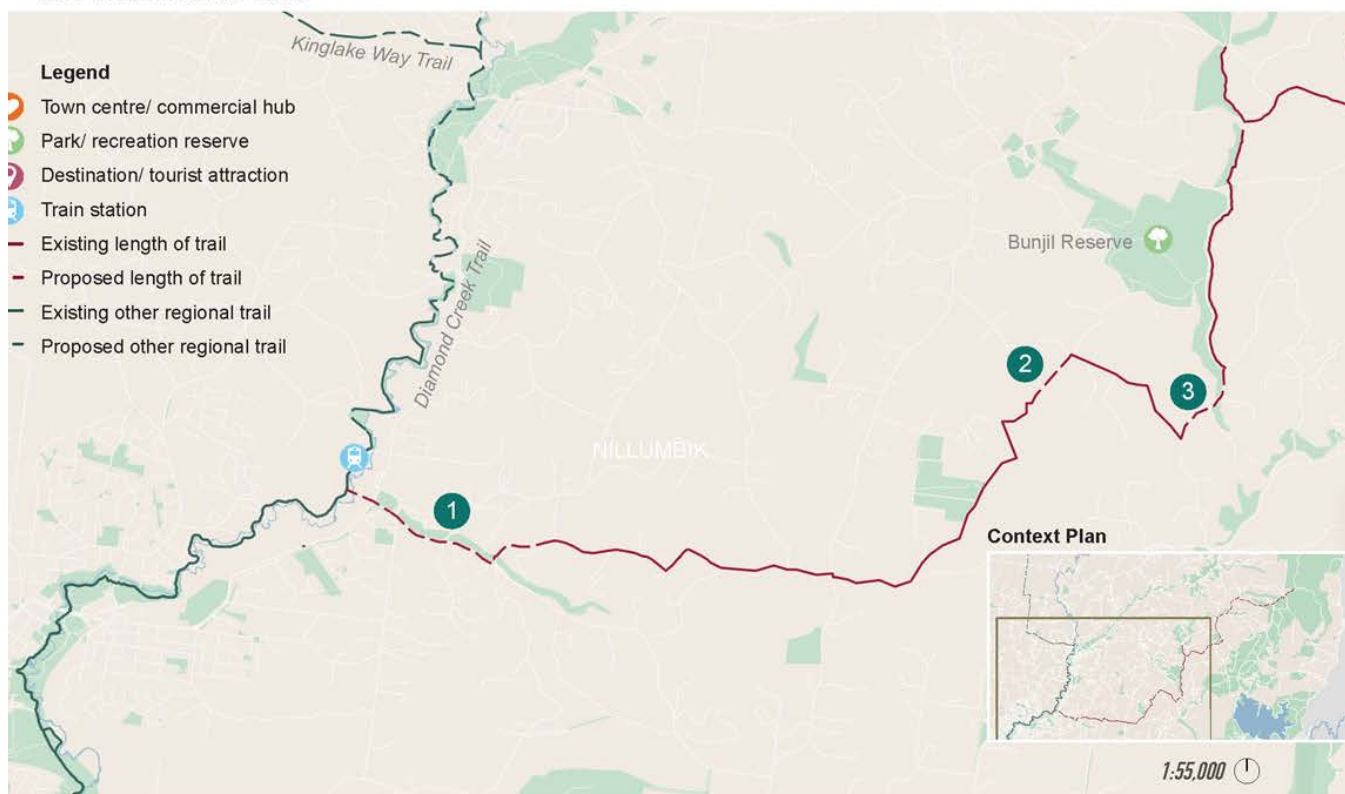 Kinglake Way Trail
Legend
Town centre/ commercial hub
Park/ recreation reserve
Destination/ tourist attraction
Train station
Existing length of trail
Proposed length of trail
Existing other regional trail
Proposed other regional trail
Diamond Creek Trail
Bunjil Reserve
NILLUMBIK
1
2
3
Context Plan
1:55,000